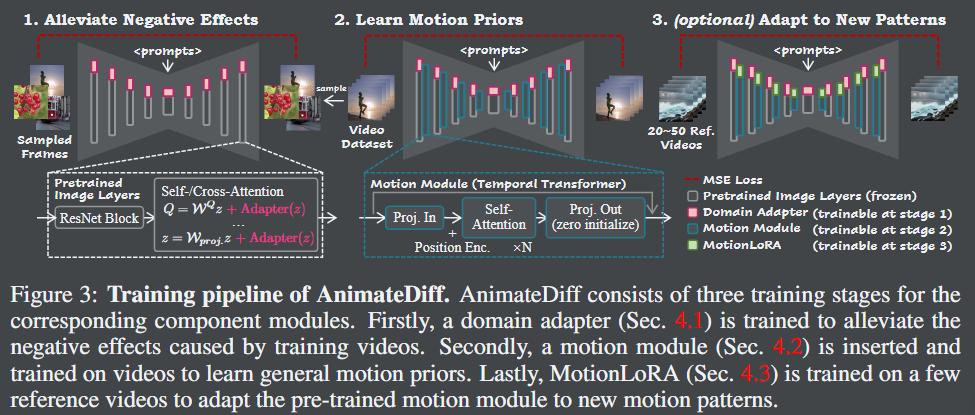 1. Alleviate Negative Effects
2. Learn Motion Priors
3. (optional) Adapt to New Patterns
<prompts>
<prompts>
<prompts>
sample
Sampled
Frames
Video
Dataset
20~50 Ref.
Videos
Pretrained
Image Layers
ResNet Block
Self-/Cross-Attention
Q = W^Q z + Adapter(z)
...
z = W_proj. z + Adapter(z)
Motion Module (Temporal Transformer)
Proj. In
+
Position Enc.
Self-
Attention
×N
Proj. Out
(zero initialize)
MSE Loss
Pretrained Image Layers (frozen)
Domain Adapter (trainable at stage 1)
Motion Module (trainable at stage 2)
MotionLoRA (trainable at stage 3)
Figure 3: Training pipeline of AnimateDiff. AnimateDiff consists of three training stages for the
corresponding component modules. Firstly, a domain adapter (Sec. 4.1) is trained to alleviate the
negative effects caused by training videos. Secondly, a motion module (Sec. 4.2) is inserted and
trained on videos to learn general motion priors. Lastly, MotionLoRA (Sec. 4.3) is trained on a few
reference videos to adapt the pre-trained motion module to new motion patterns.